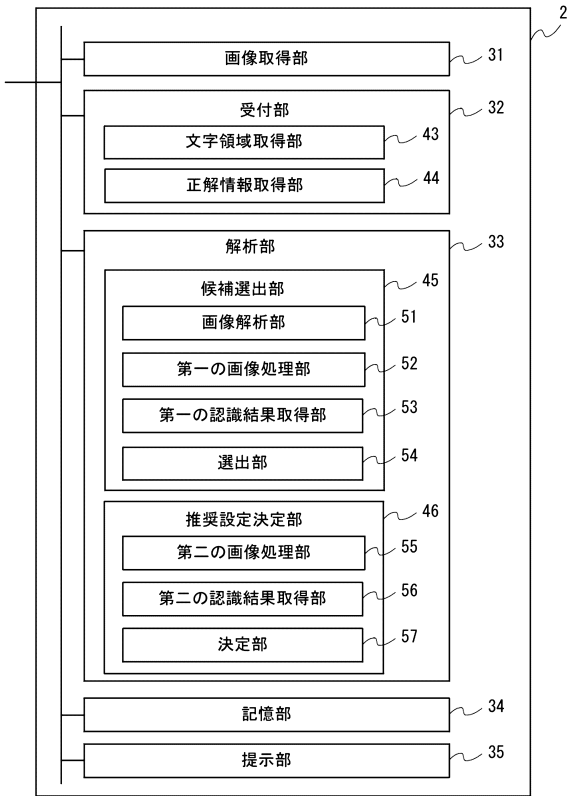 2
画像取得部 31
受付部 32
文字領域取得部 43
正解情報取得部 44
解析部 33
候補選出部 45
画像解析部 51
第一の画像処理部 52
第一の認識結果取得部 53
選出部 54
推奨設定決定部 46
第二の画像処理部 55
第二の認識結果取得部 56
決定部 57
記憶部 34
提示部 35